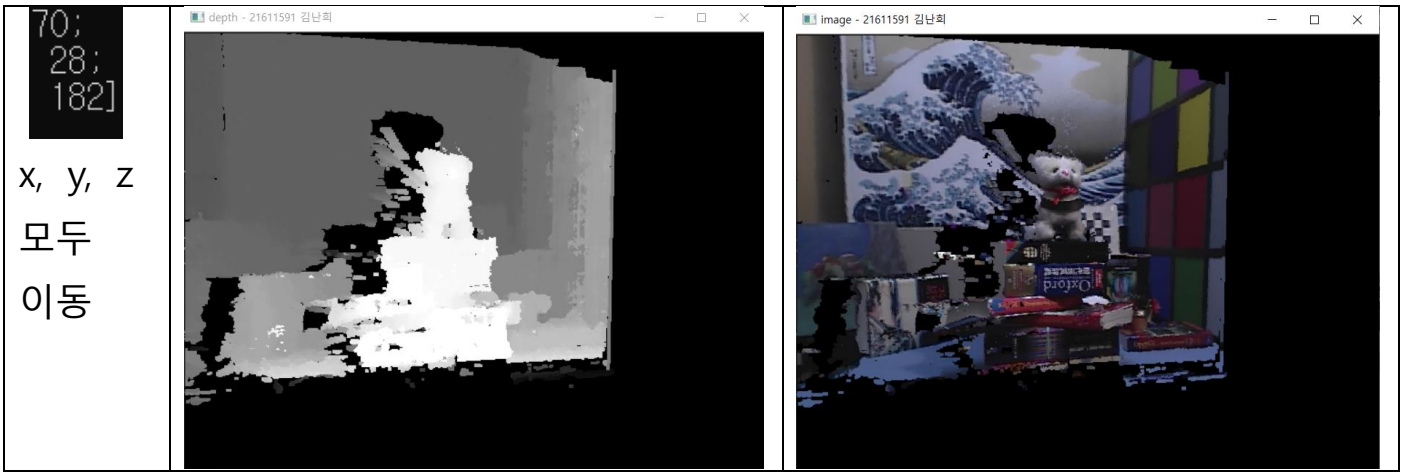 70;
28;
182]
x, y, z
모두
이동
depth - 21611591 김난희
image - 21611591 김난희
Oxford